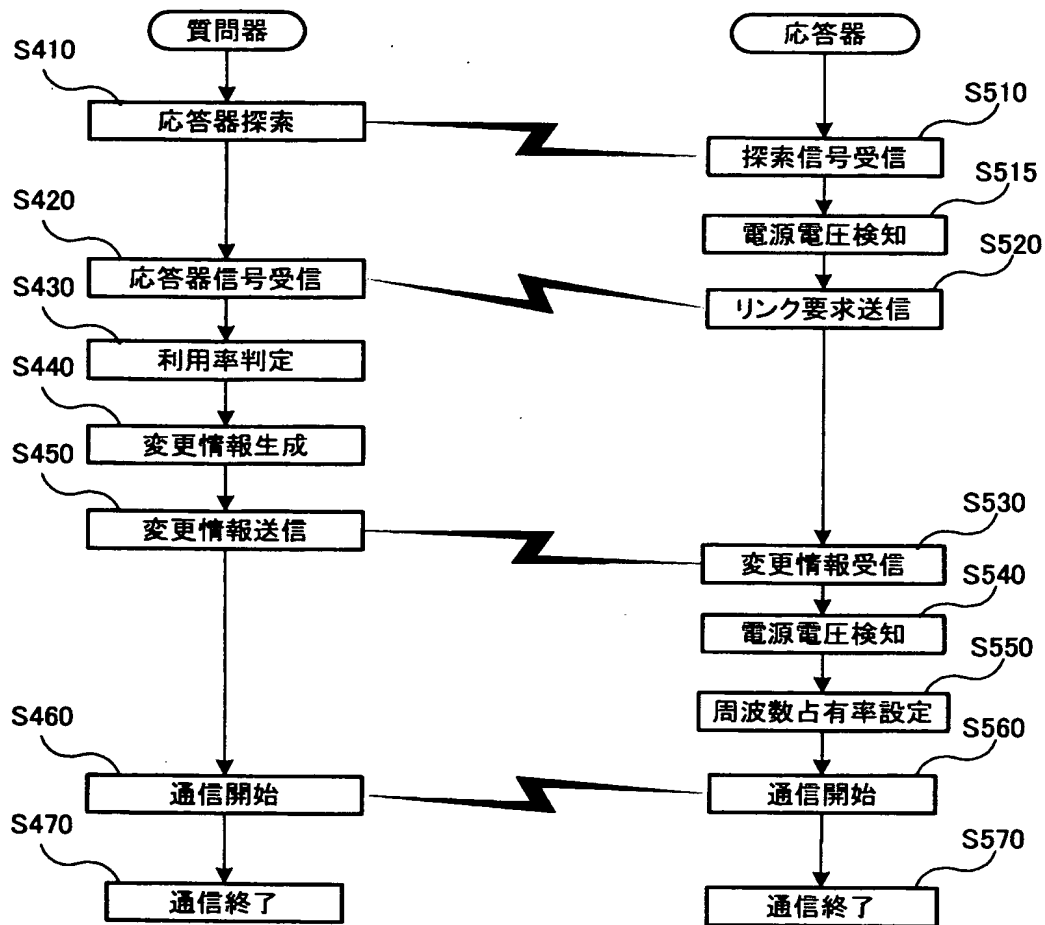 質問器
応答器
S410
応答器探索
S510
探索信号受信
S515
電源電圧検知
S420
応答器信号受信
S520
リンク要求送信
S430
利用率判定
S440
変更情報生成
S450
変更情報送信
S530
変更情報受信
S540
電源電圧検知
S550
周波数占有率設定
S460
通信開始
S560
通信開始
S470
通信終了
S570
通信終了